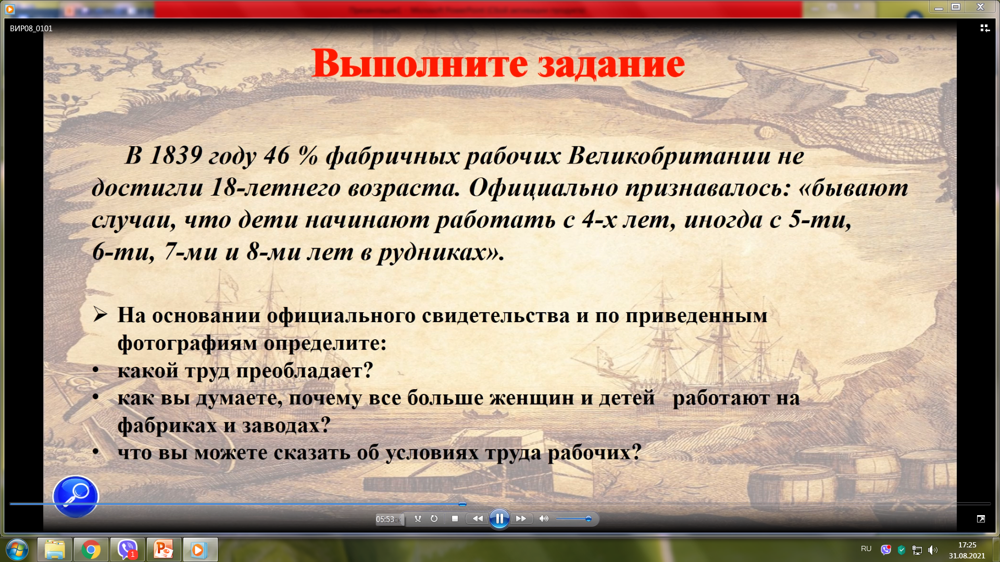 ВИР08_0101
Выполните задание
В 1839 году 46 % фабричных рабочих Великобритании не
достигли 18-летнего возраста. Официально признавалось: «бывают
случаи, что дети начинают работать с 4-х лет, иногда с 5-ти,
6-ти, 7-ми и 8-ми лет в рудниках».
➢ На основании официального свидетельства и по приведенным
фотографиям определите:
• какой труд преобладает?
• как вы думаете, почему все больше женщин и детей работают на
фабриках и заводах?
• что вы можете сказать об условиях труда рабочих?
05:53
1
RU
17:25
31.08.2021